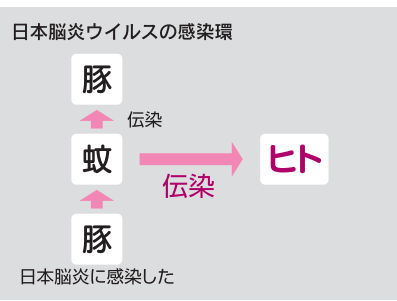 日本脳炎ウイルスの感染環
豚
伝染
蚊
伝染
ヒト
豚
日本脳炎に感染した